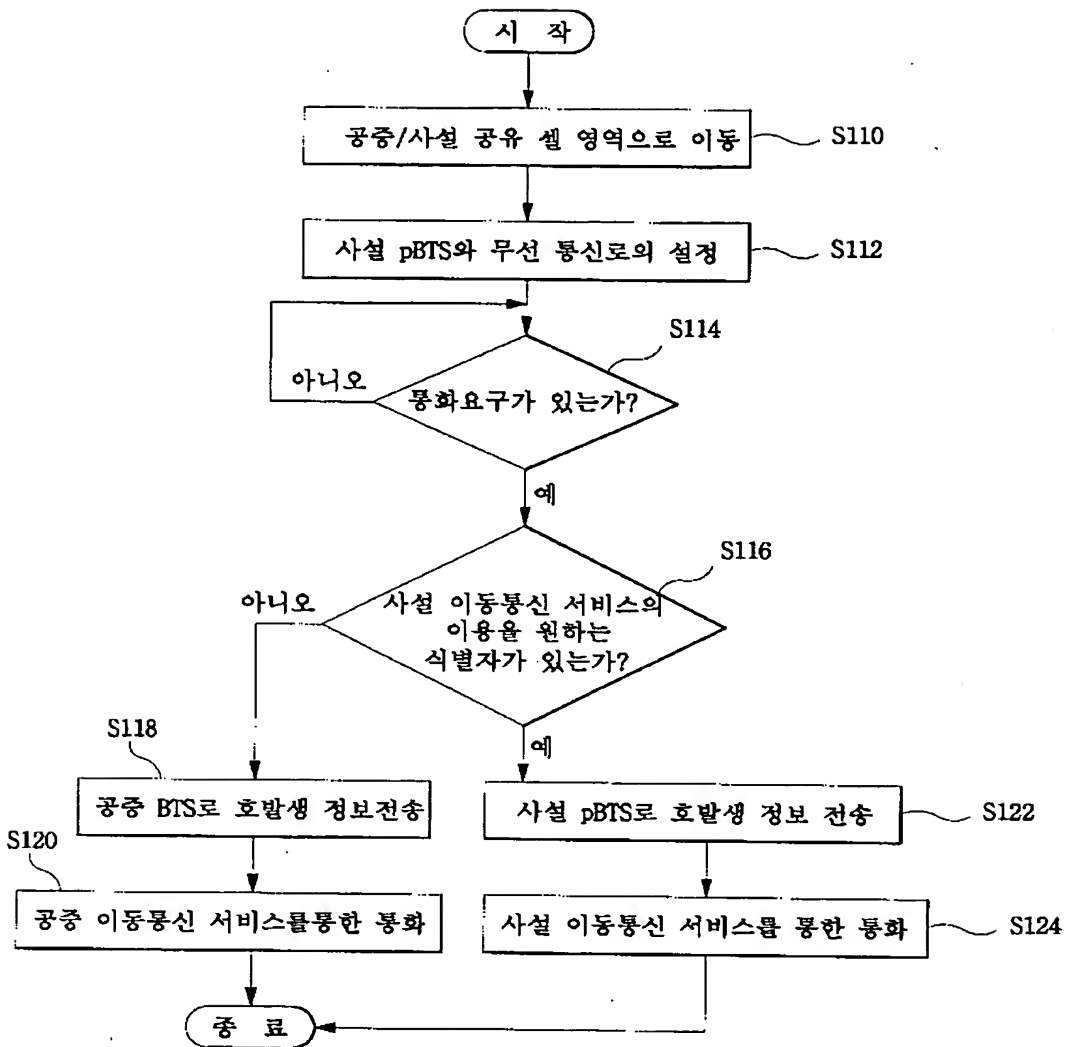 시 작
공중/사설 공유 셀 영역으로 이동
S110
사설 pBTS와 무선 통신로의 설정
S112
S114
아니오
통화요구가 있는가?
예
S116
아니오
사설 이동통신 서비스의
이용을 원하는
식별자가 있는가?
예
S118
공중 BTS로 호발생 정보전송
사설 pBTS로 호발생 정보 전송
S122
S120
공중 이동통신 서비스를통한 통화
사설 이동통신 서비스를 통한 통화
S124
종 료